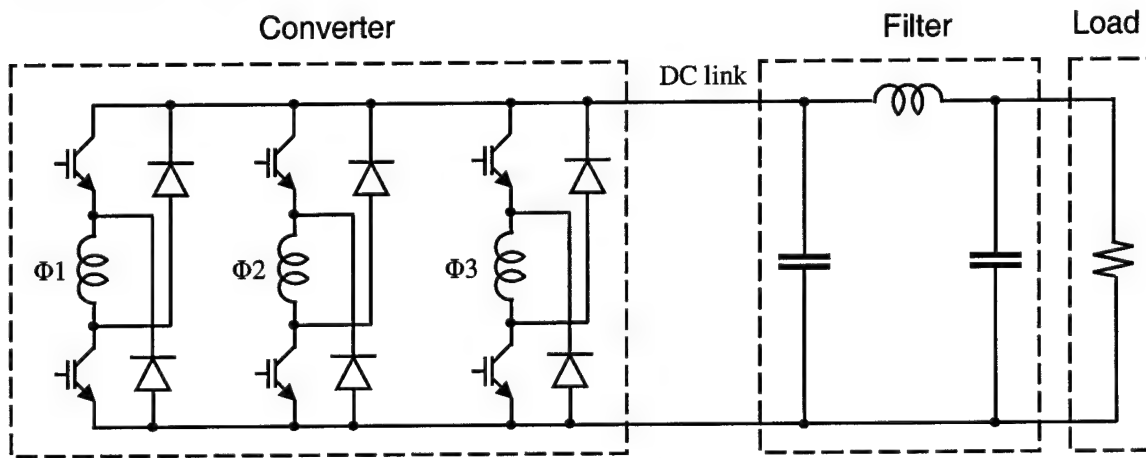 Converter
Filter
Load
DC link
Φ1
Φ2
Φ3